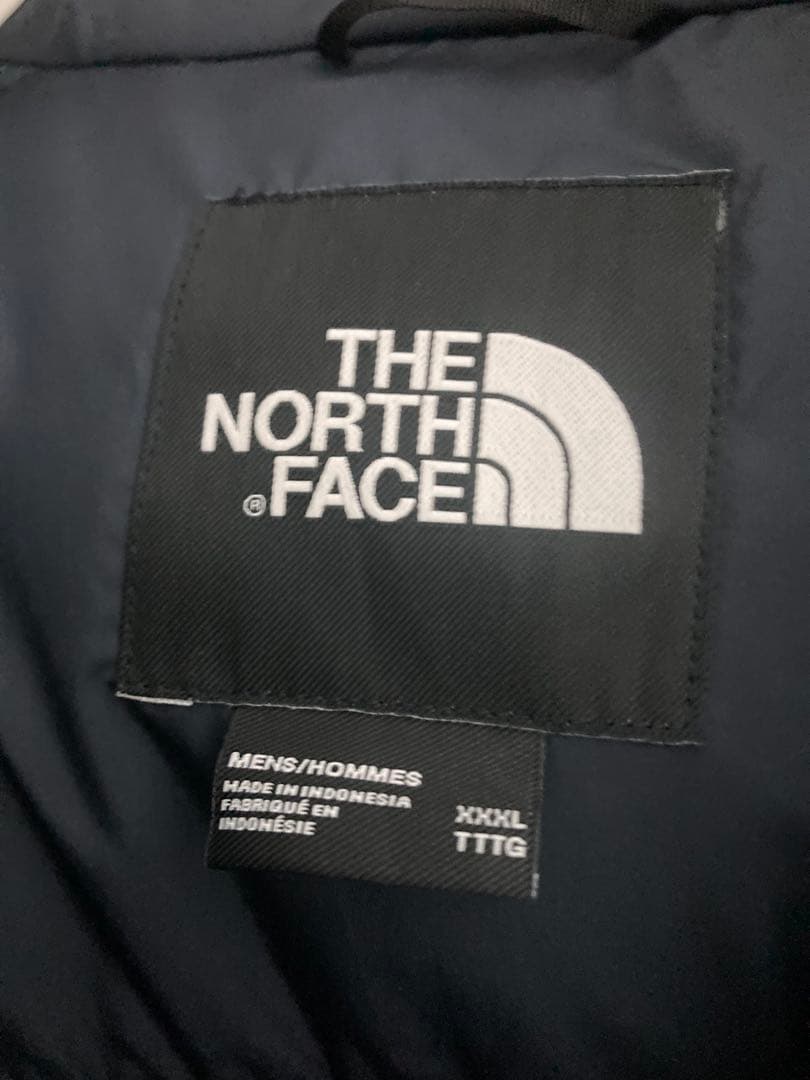 THE
NORTH
®FACE
MENS/HOMMES
MADE IN INDONESIA
FABRIQUÉ EN
INDONÉSIE
XXXL
TTTG